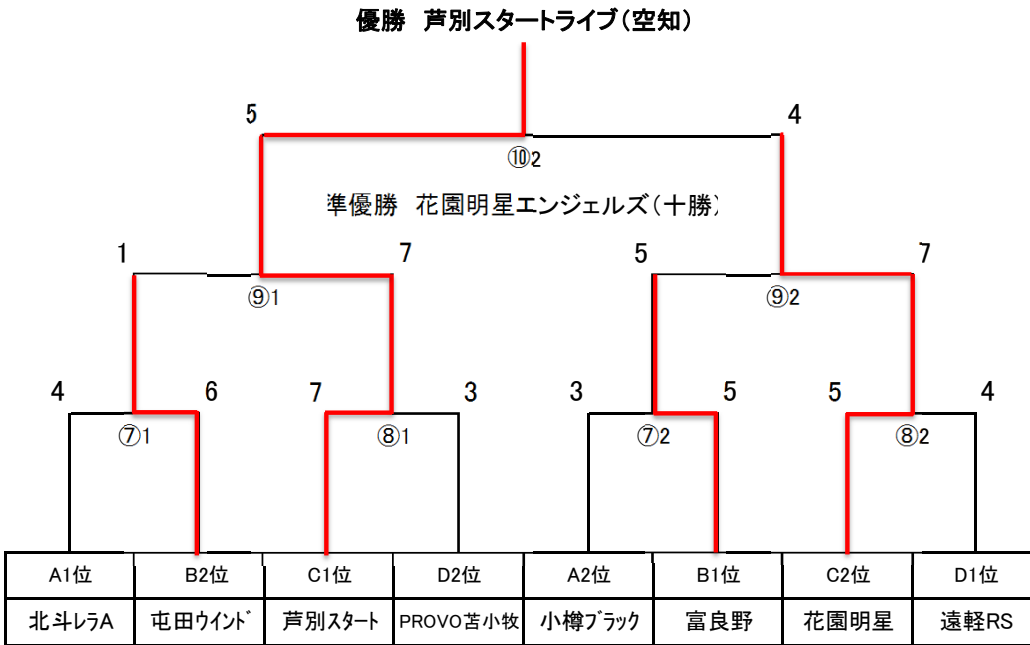 優勝 芦別スタートライブ(空知)
5 4
⑩2
準優勝 花園明星エンジェルズ(十勝)
1 7 5 7
⑨1 ⑨2
4 6 7 3 3 5 5 4
⑦1 ⑧1 ⑦2 ⑧2
A1位 B2位 C1位 D2位 A2位 B1位 C2位 D1位
北斗レラA 屯田ウインド 芦別スタート PROVO苫小牧 小樽ブラック 富良野 花園明星 遠軽RS